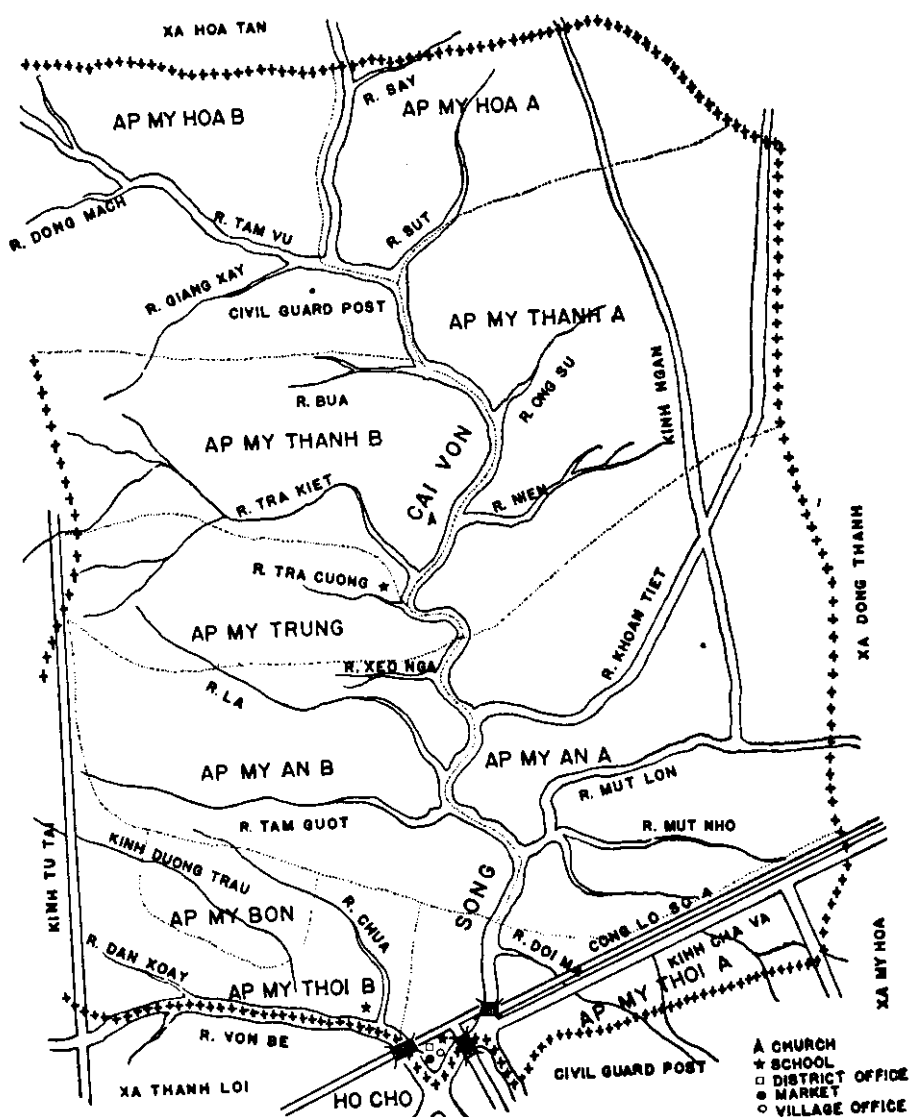 XA HOA TAN
R. SAY
AP MY HOA B
AP MY HOA A
R. DONG MACH
R. TAM VU
R. SUT
R. GIANG XAY
CIVIL GUARD POST
AP MY THANH A
R. BUA
R. ONG SU
KINH NGAN
AP MY THANH B
CAI VON
R. TRA KIET
R. NIEN
R. TRA CUONG
XA DONG THANH
AP MY TRUNG
R. XEO NGA
R. KHOAN TIET
R. LA
AP MY AN B
AP MY AN A
R. MUT LON
R. TAM GUOT
R. MUT NHO
KINH TU TAI
KINH DUONG TRAU
SONG
AP MY BON
R. CHUA
R. DOI MA
CONG LO SO 4
KINH CHA VA
R. DAN XOAY
AP MY THOI B
AP MY THOI A
XA MY HOA
R. VON BE
XA THANH LOI
HO CHO
CIVIL GUARD POST
CHURCH
SCHOOL
DISTRICT OFFICE
MARKET
VILLAGE OFFICE